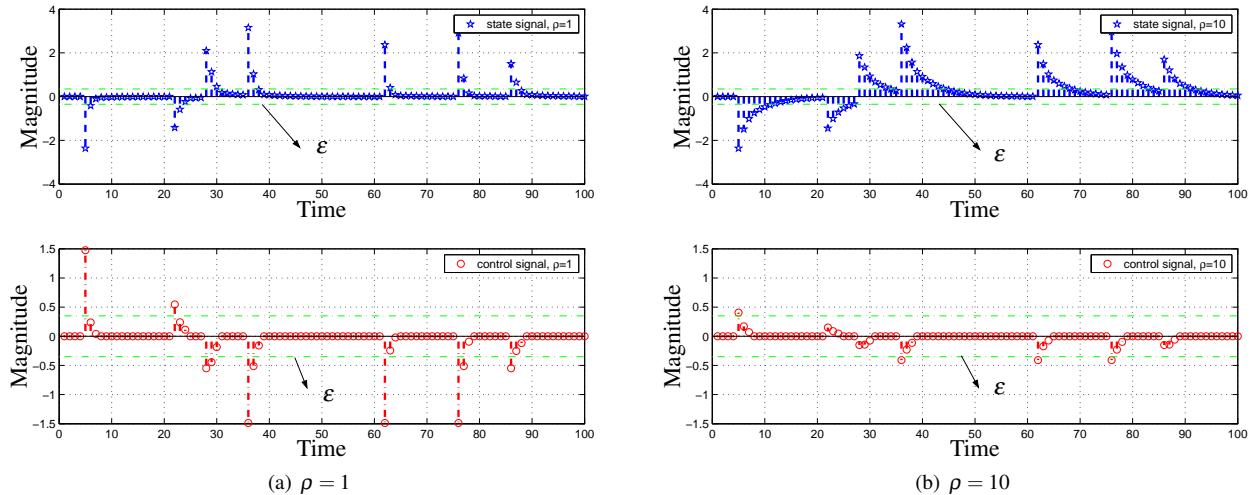 4
2
0
−2
−4
Magnitude
0 10 20 30 40 50 60 70 80 90 100
Time
state signal, ρ=1
ε
1.5
1
0.5
0
−0.5
−1
−1.5
Magnitude
0 10 20 30 40 50 60 70 80 90 100
Time
control signal, ρ=1
ε
(a) ρ = 1
4
2
0
−2
−4
Magnitude
0 10 20 30 40 50 60 70 80 90 100
Time
state signal, ρ=10
ε
1.5
1
0.5
0
−0.5
−1
−1.5
Magnitude
0 10 20 30 40 50 60 70 80 90 100
Time
control signal, ρ=10
ε
(b) ρ = 10